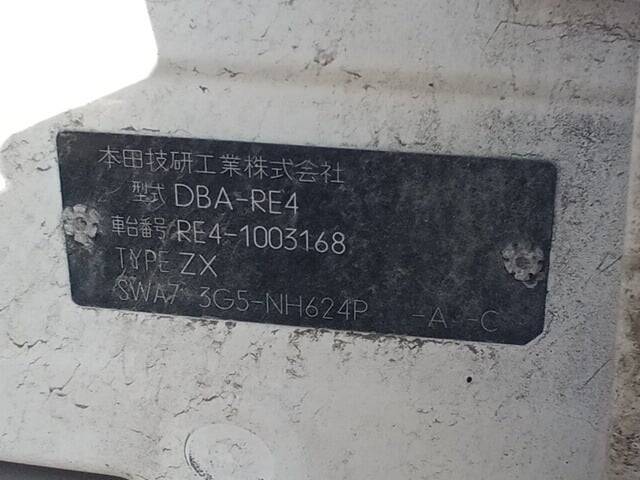 本田技研工業株式会社
型式 DBA-RE4
車台番号 RE4-1003168
TYPE ZX
SWA7 3G5-NH624P -A -C